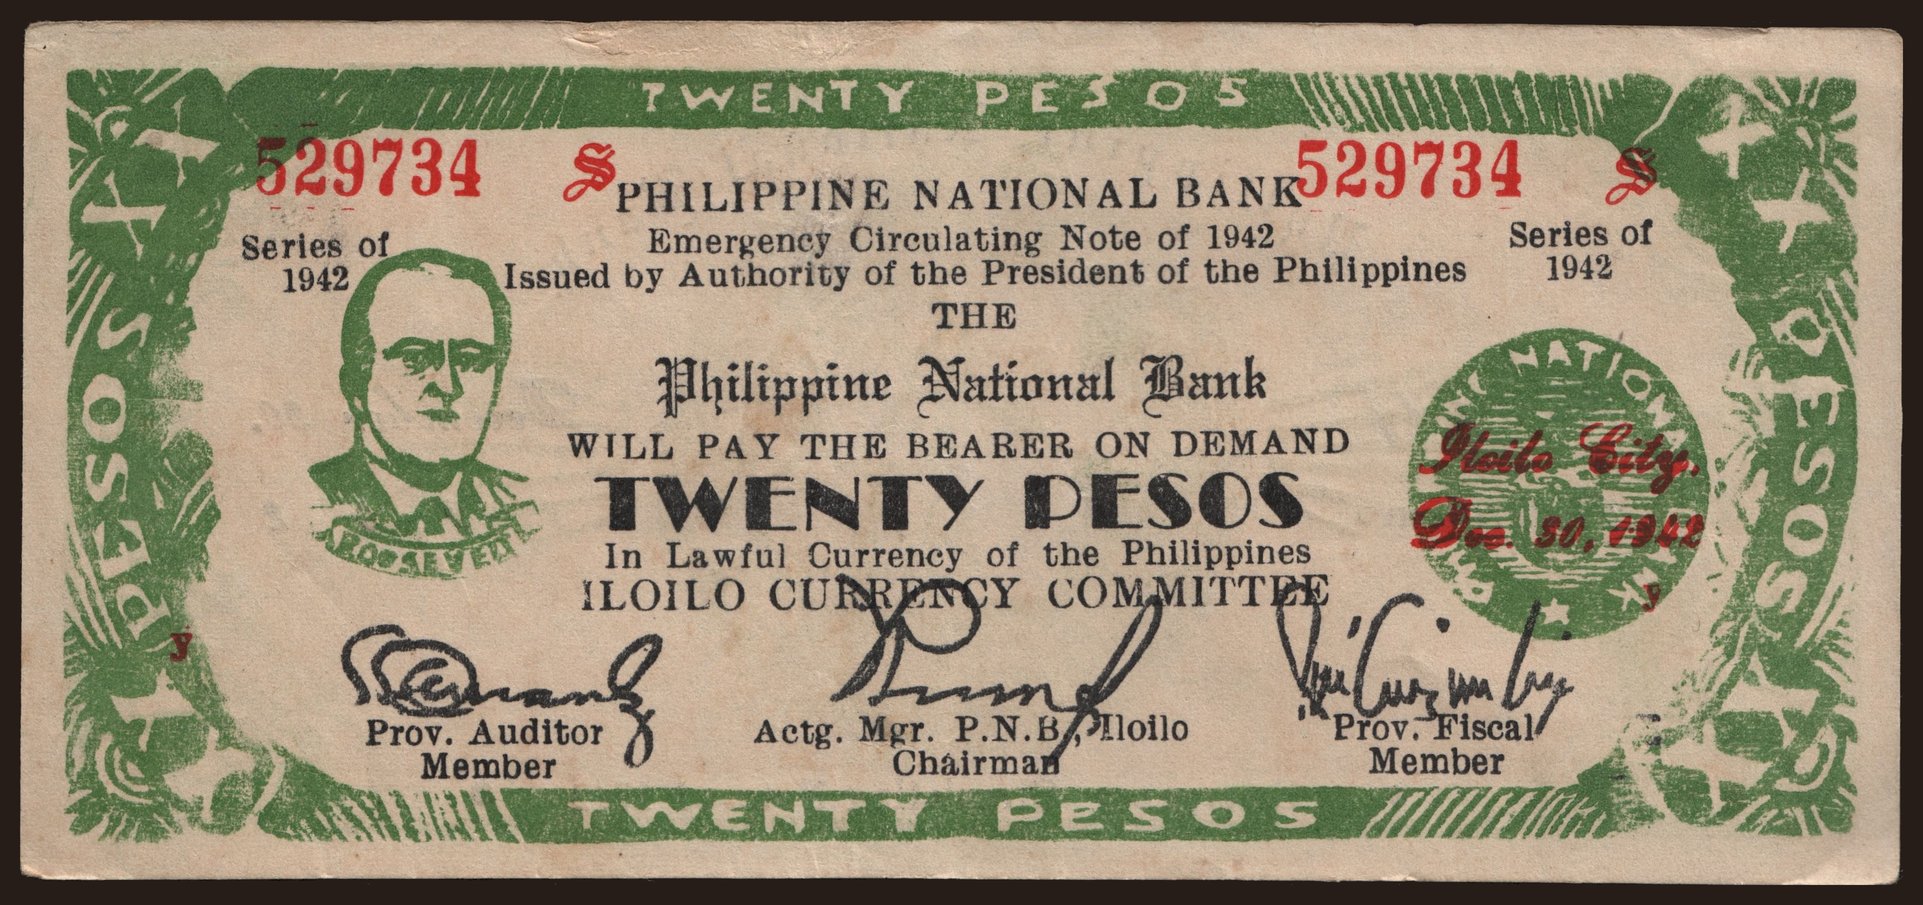 TWENTY PESOS
529734 S
529734 S
PHILIPPINE NATIONAL BANK
Series of
1942
Emergency Circulating Note of 1942
Series of
1942
Issued by Authority of the President of the Philippines
THE
Philippine National Bank
WILL PAY THE BEARER ON DEMAND
TWENTY PESOS
In Lawful Currency of the Philippines
ILOILO CURRENCY COMMITTEE
ROOSEVELT
NATIONAL
Iloilo City.
Dec. 30, 1942
PESOS
PESOS
y
y
Prov. Auditor
Member
Actg. Mgr. P.N.B., Iloilo
Chairman
Prov. Fiscal
Member
TWENTY PESOS